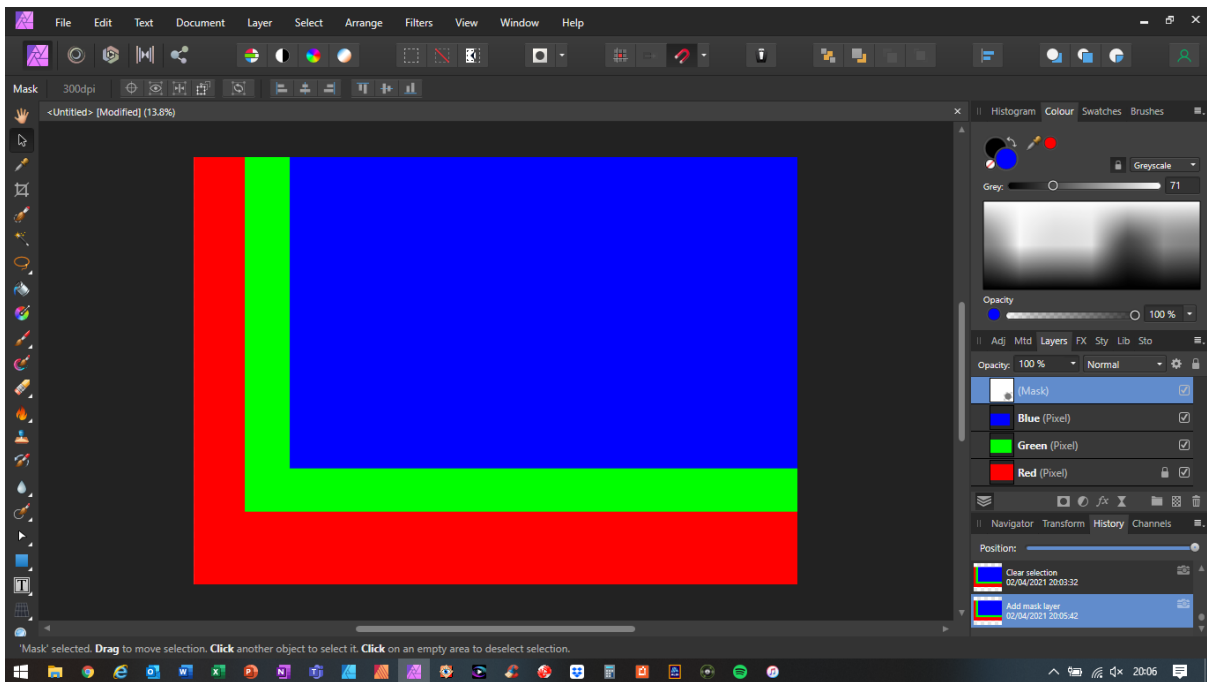 File Edit Text Document Layer Select Arrange Filters View Window Help
Mask 300dpi
<Untitled> [Modified] (13.8%)
Histogram Colour Swatches Brushes
Greyscale
Grey: 71
Opacity
100 %
Adj Mtd Layers FX Sty Lib Sto
Opacity: 100 % Normal
(Mask)
Blue (Pixel)
Green (Pixel)
Red (Pixel)
fx
Navigator Transform History Channels
Position:
Clear selection
02/04/2021 20:03:32
Add mask layer
02/04/2021 20:05:42
'Mask' selected. Drag to move selection. Click another object to select it. Click on an empty area to deselect selection.
20:06